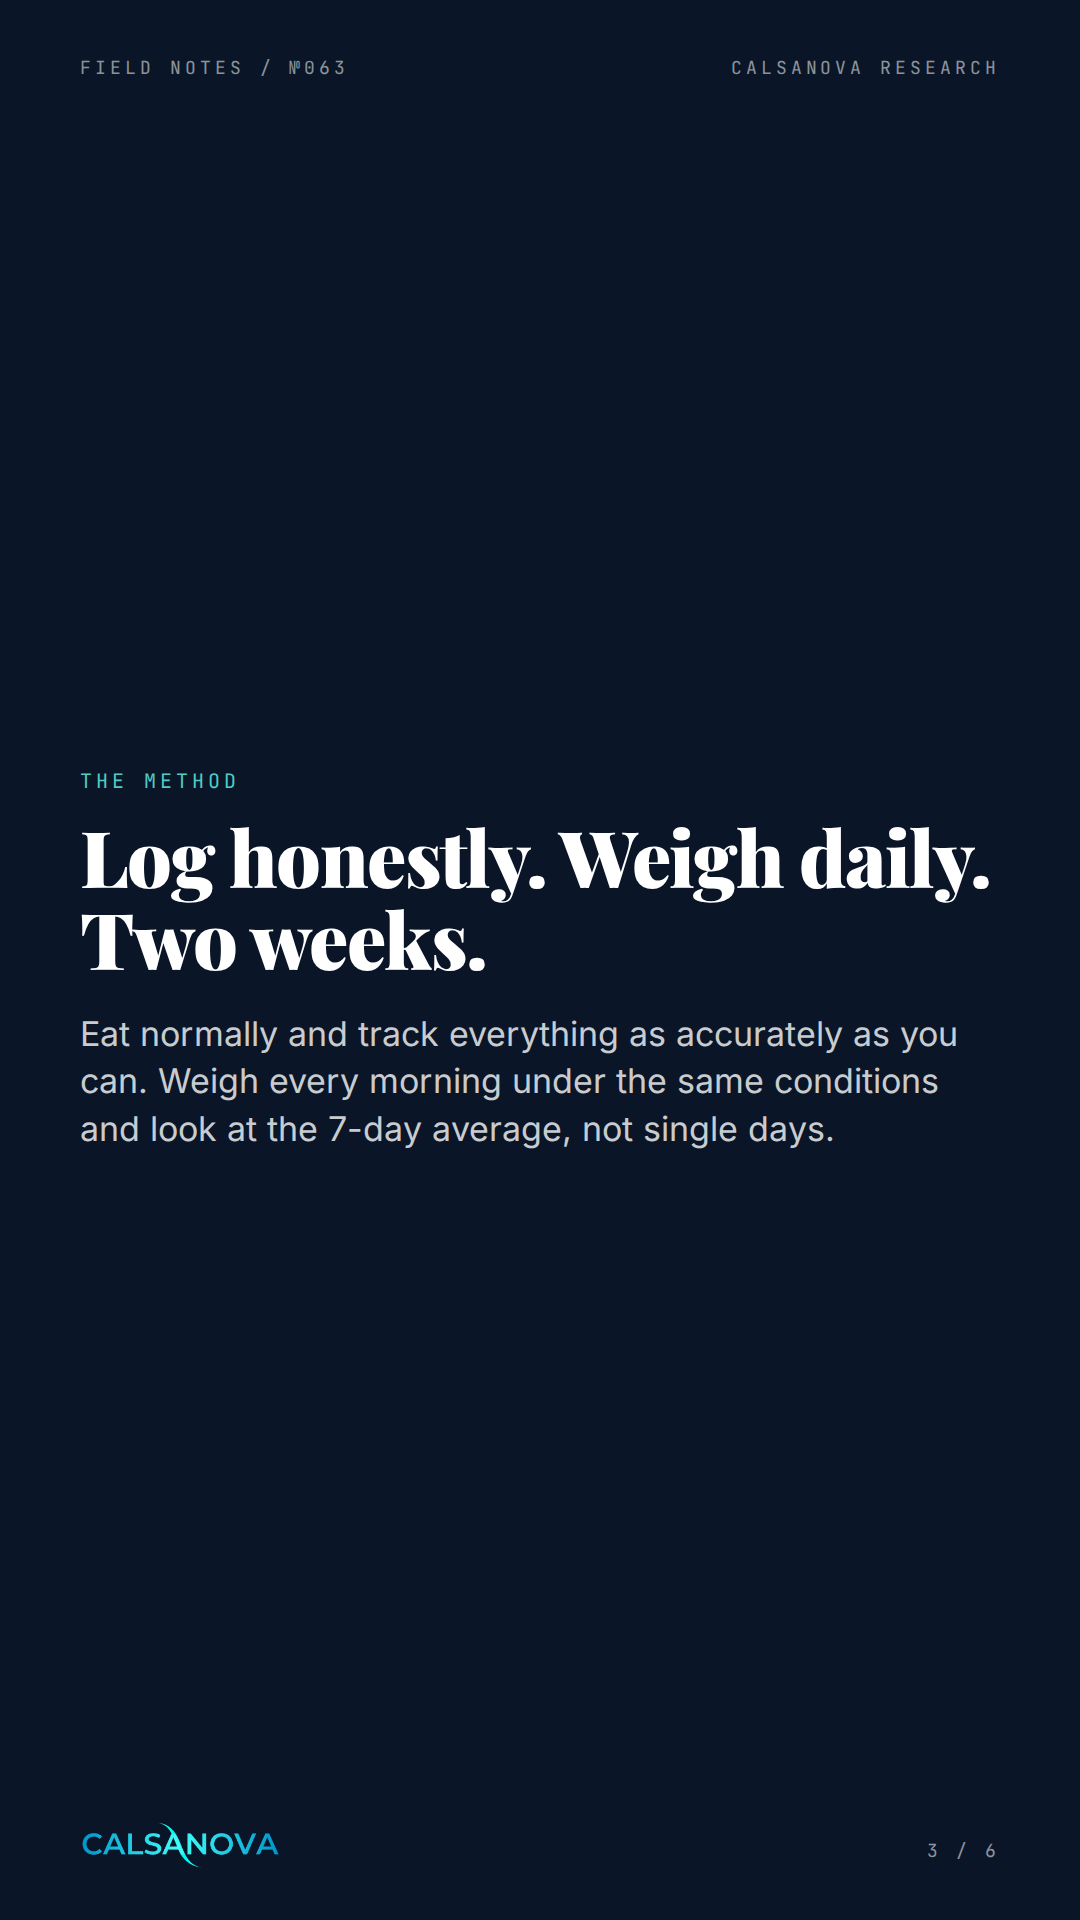 FIELD NOTES / №063
CALSANOVA RESEARCH
THE METHOD
Log honestly. Weigh daily.
Two weeks.
Eat normally and track everything as accurately as you
can. Weigh every morning under the same conditions
and look at the 7-day average, not single days.
CALSANOVA
3 / 6